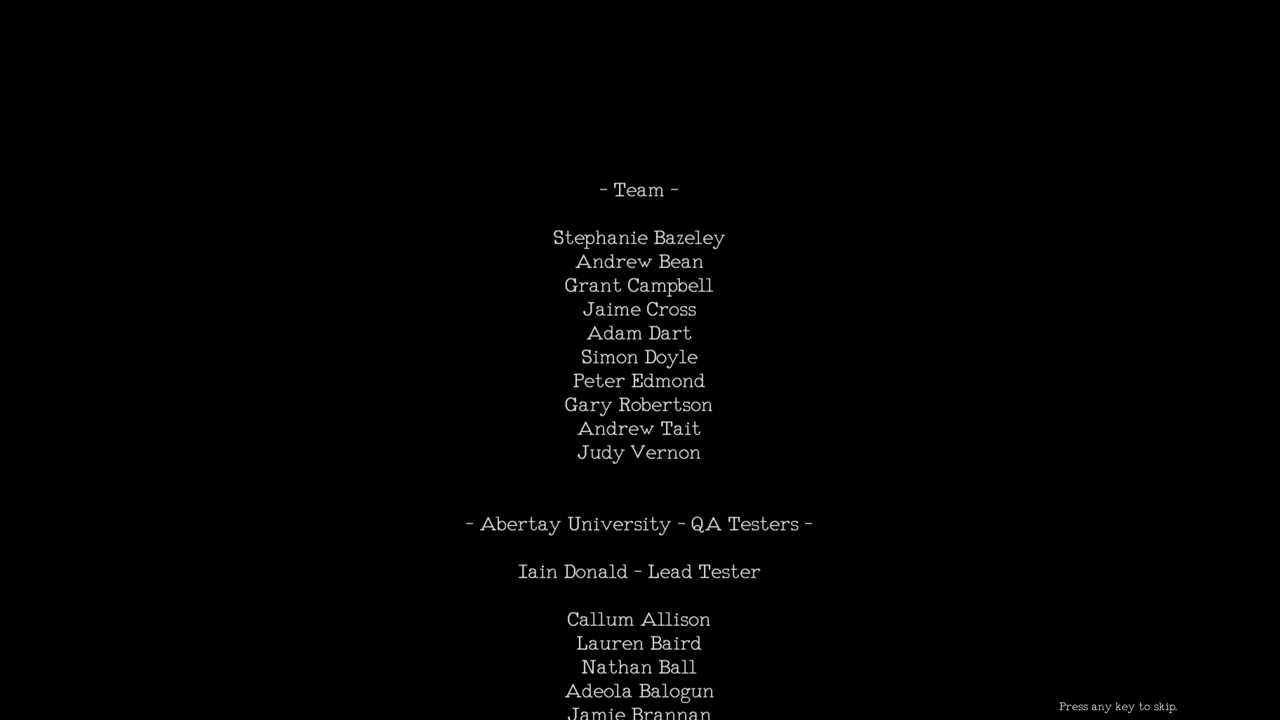 - Team -
Stephanie Bazeley
Andrew Bean
Grant Campbell
Jaime Cross
Adam Dart
Simon Doyle
Peter Edmond
Gary Robertson
Andrew Tait
Judy Vernon
- Abertay University - QA Testers -
Iain Donald - Lead Tester
Callum Allison
Lauren Baird
Nathan Ball
Adeola Balogun
Jamie Brannan
Press any key to skip.